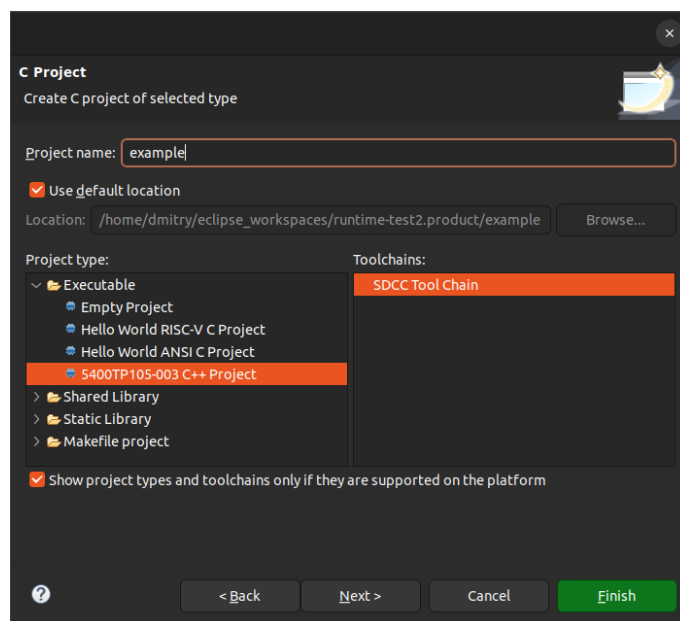 C Project
Create C project of selected type
Project name: example
Use default location
Location: /home/dmitry/eclipse_workspaces/runtime-test2.product/example Browse...
Project type: Toolchains:
Executable SDCC Tool Chain
Empty Project
Hello World RISC-V C Project
Hello World ANSI C Project
5400TP105-003 C++ Project
Shared Library
Static Library
Makefile project
Show project types and toolchains only if they are supported on the platform
? < Back Next > Cancel Finish